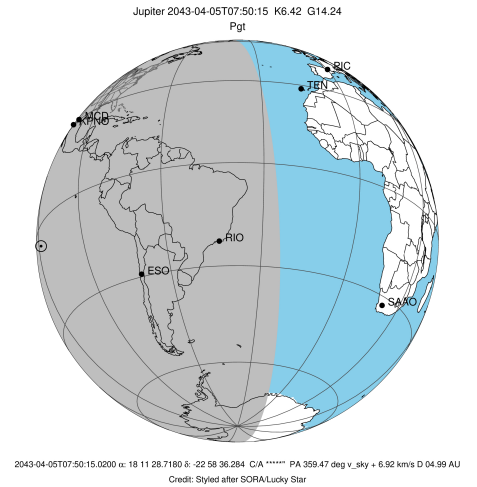 Jupiter 2043-04-05T07:50:15 K6.42 G14.24
Pgt
PIC
TEN
MCD
KPNO
RIO
ESO
SAAO
2043-04-05T07:50:15.0200 α: 18 11 28.7180 δ: -22 58 36.284 C/A *****" PA 359.47 deg v_sky + 6.92 km/s D 04.99 AU
Credit: Styled after SORA/Lucky Star